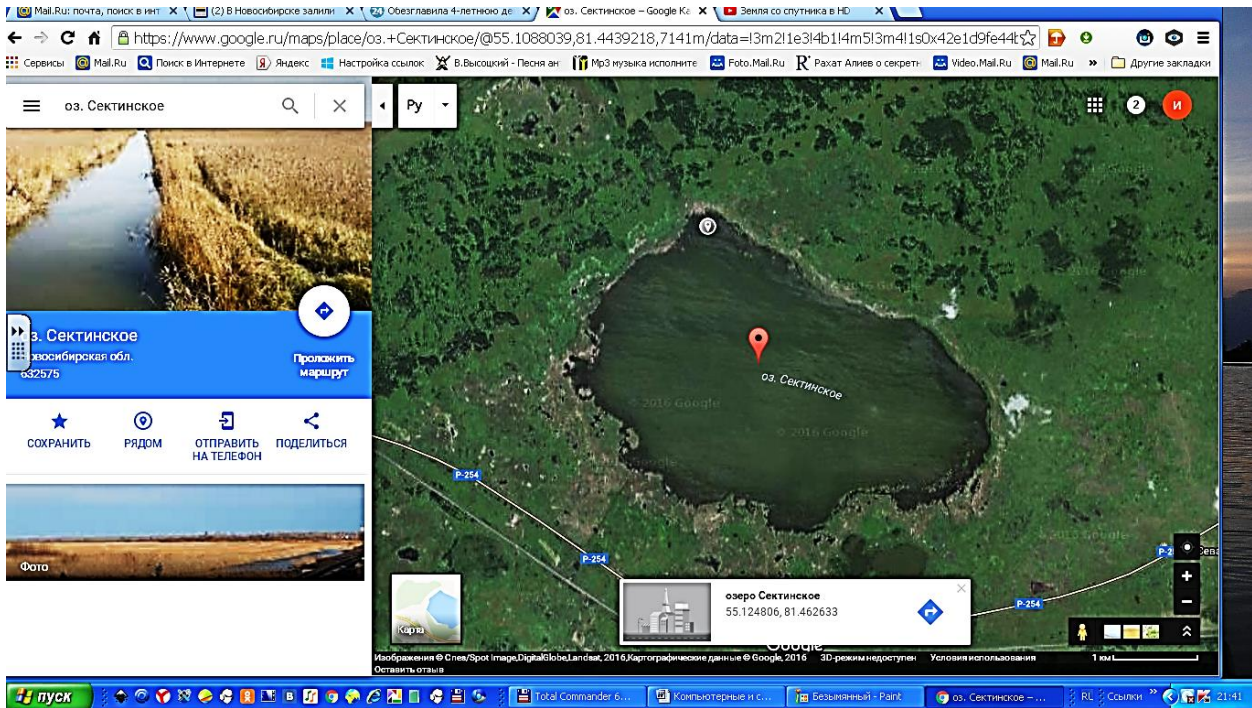 Mail.Ru: почта, поиск в инт
(2) В Новосибирске залили
Обезглавила 4-летнюю де
оз. Сектинское – Google Ка
Земля со спутника в HD
https://www.google.ru/maps/place/оз.+Сектинское/@55.1088039,81.4439218,7141m/data=!3m2!1e3!4b1!4m5!3m4!1s0x42e1d9fe44b
Сервисы
Mail.Ru
Поиск в Интернете
Яндекс
Настройка ссылок
В.Высоцкий - Песня ан
Mp3 музыка исполните
Foto.Mail.Ru
Рахат Алиев о секретн
Video.Mail.Ru
Mail.Ru
»
Другие закладки
оз. Сектинское
Ру
2
И
оз. Сектинское
овосибирская обл.
632575
Проложить
маршрут
СОХРАНИТЬ
РЯДОМ
ОТПРАВИТЬ
НА ТЕЛЕФОН
ПОДЕЛИТЬСЯ
Фото
оз. Сектинское
© 2016 Google
© 2016 Google
P-254
P-254
P-254
Карта
озеро Сектинское
55.124806, 81.462633
Google
Изображения © Cnes/Spot Image,DigitalGlobe,Landsat, 2016,Картографические данные © Google, 2016
3D-режим недоступен
Условия использования
1 км
Оставить отзыв
пуск
Total Commander 6...
Компьютерные и с...
Безымянный - Paint
оз. Сектинское – ...
RL
Ссылки
»
21:41